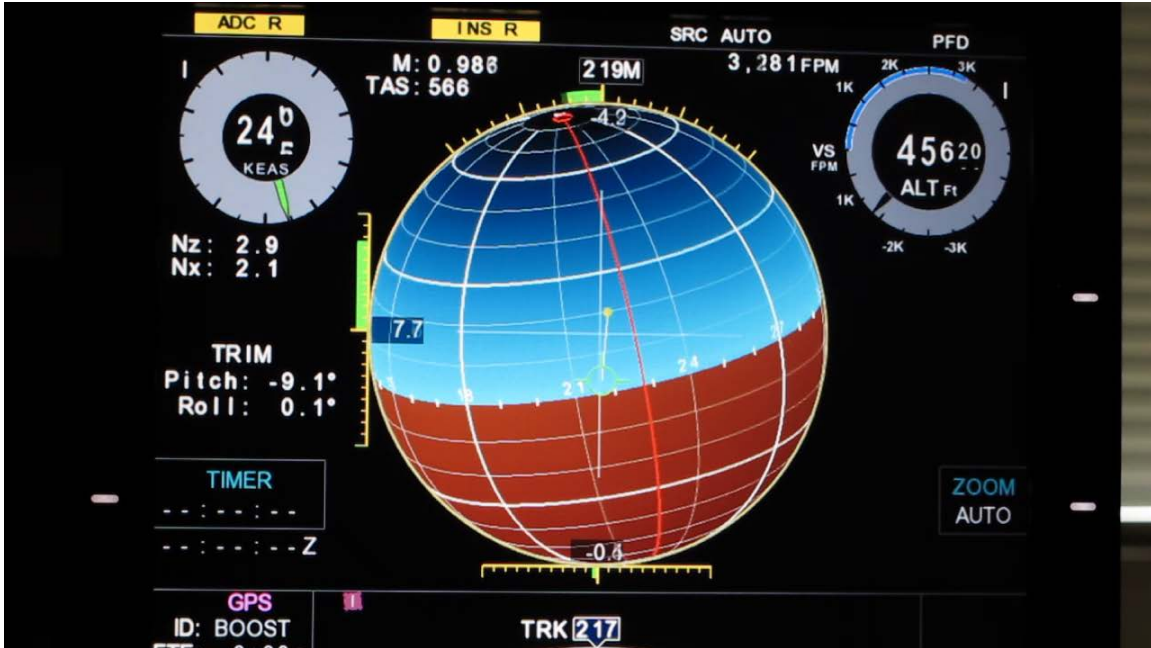 ADC R
INS R
SRC AUTO
PFD
M: 0.986
TAS: 566
219M
3,281 FPM
2K
3K
1K
VS
FPM
1K
-2K
-3K
24
KEAS
45620
ALT Ft
-4.2
Nz: 2.9
Nx: 2.1
7.7
TRIM
Pitch: -9.1°
Roll: 0.1°
18
21
24
27
TIMER
--:--:--
--:--:--Z
ZOOM
AUTO
-0.4
GPS
ID: BOOST
I
TRK 217